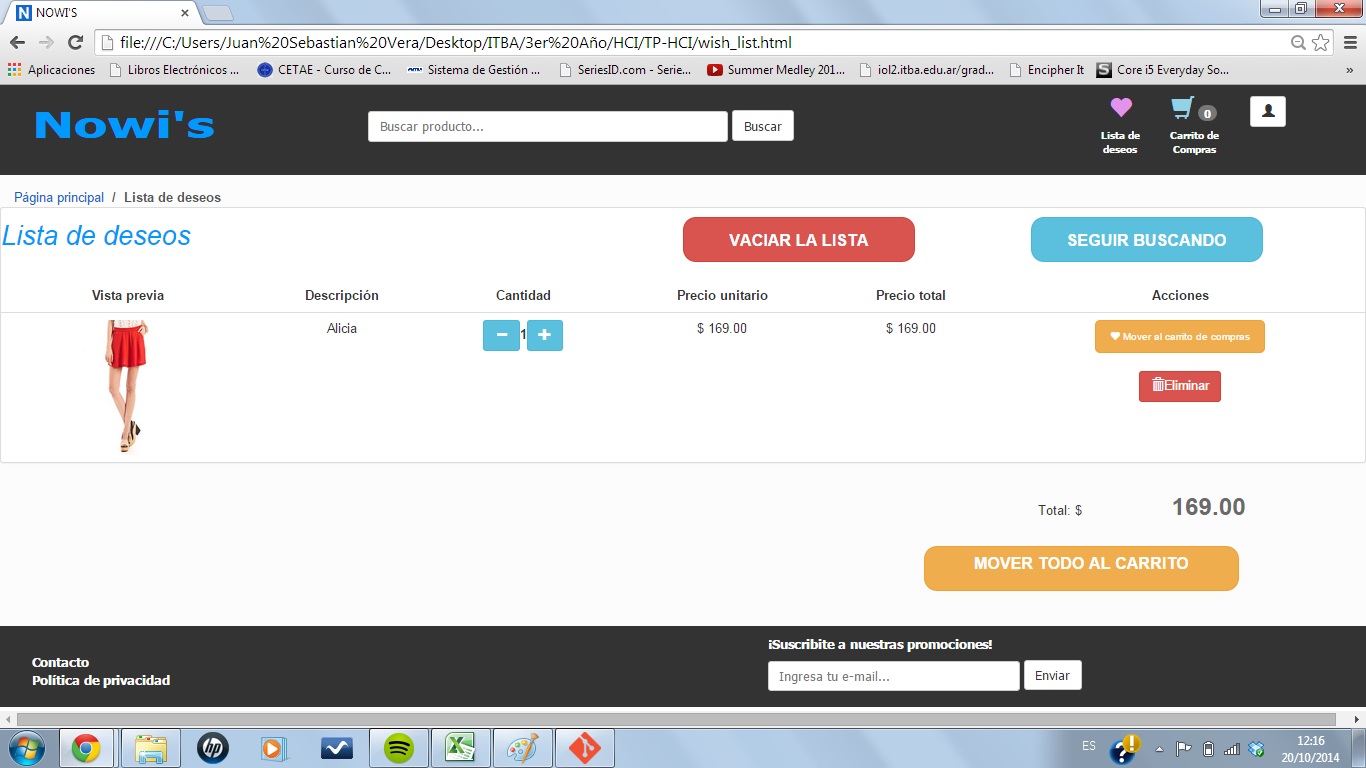 NOWI'S
file:///C:/Users/Juan%20Sebastian%20Vera/Desktop/ITBA/3er%20Año/HCI/TP-HCI/wish_list.html
Aplicaciones Libros Electrónicos ... CETAE - Curso de C... Sistema de Gestión ... SeriesID.com - Serie... Summer Medley 201... iol2.itba.edu.ar/grad... Encipher It Core i5 Everyday So... »
Nowi's
Buscar producto...
Buscar
Lista de
deseos
0
Carrito de
Compras
Página principal / Lista de deseos
Lista de deseos
VACIAR LA LISTA
SEGUIR BUSCANDO
Vista previa Descripción Cantidad Precio unitario Precio total Acciones
Alicia 1 $ 169.00 $ 169.00 Mover al carrito de compras
Eliminar
Total: $ 169.00
MOVER TODO AL CARRITO
Contacto
Política de privacidad
¡Suscribite a nuestras promociones!
Ingresa tu e-mail...
Enviar
hp
ES
12:16
20/10/2014